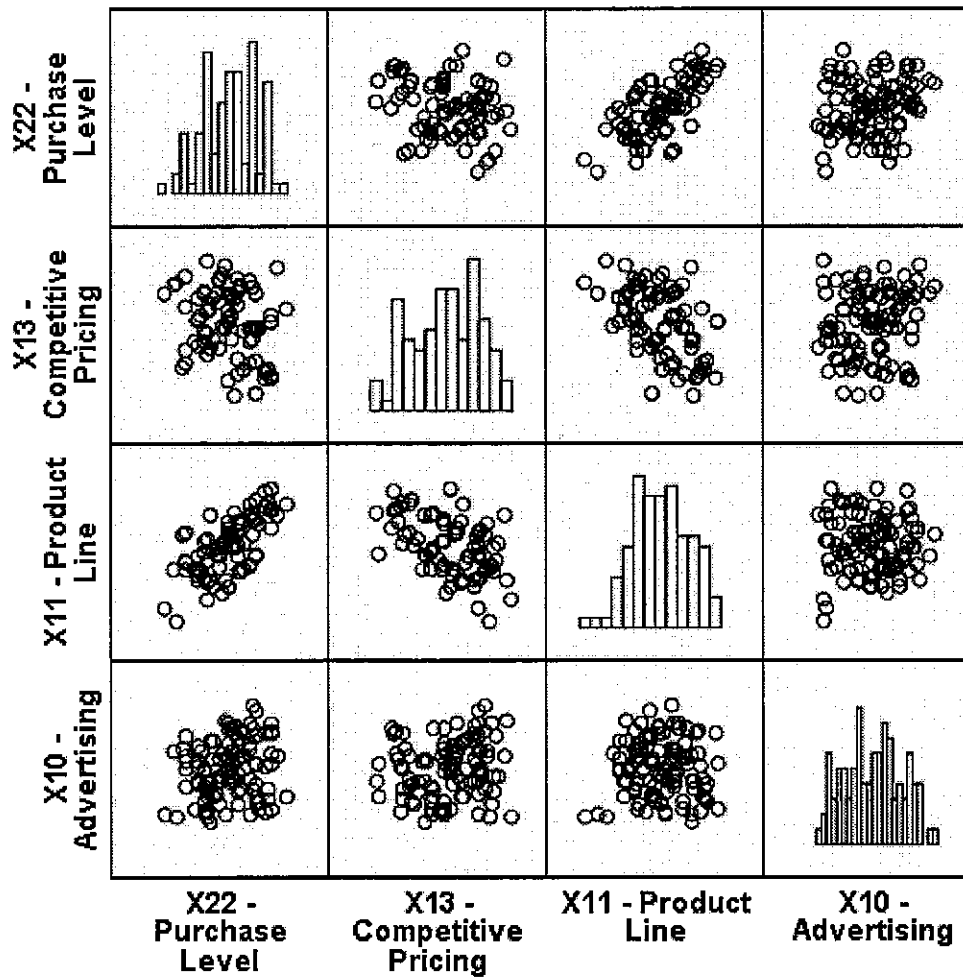 X22 -
Purchase
Level
X13 -
Competitive
Pricing
X11 - Product
Line
X10 -
Advertising
X22 -
Purchase
Level
X13 -
Competitive
Pricing
X11 - Product
Line
X10 -
Advertising